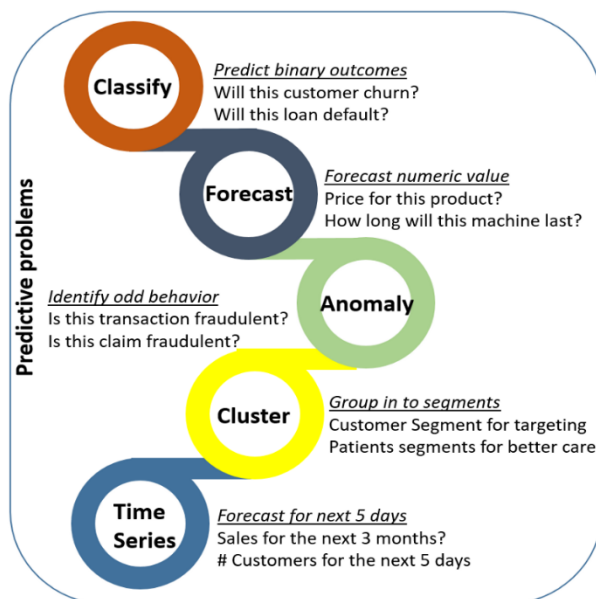 Predictive problems
Classify
Predict binary outcomes
Will this customer churn?
Will this loan default?
Forecast
Forecast numeric value
Price for this product?
How long will this machine last?
Anomaly
Identify odd behavior
Is this transaction fraudulent?
Is this claim fraudulent?
Cluster
Group in to segments
Customer Segment for targeting
Patients segments for better care
Time
Series
Forecast for next 5 days
Sales for the next 3 months?
# Customers for the next 5 days